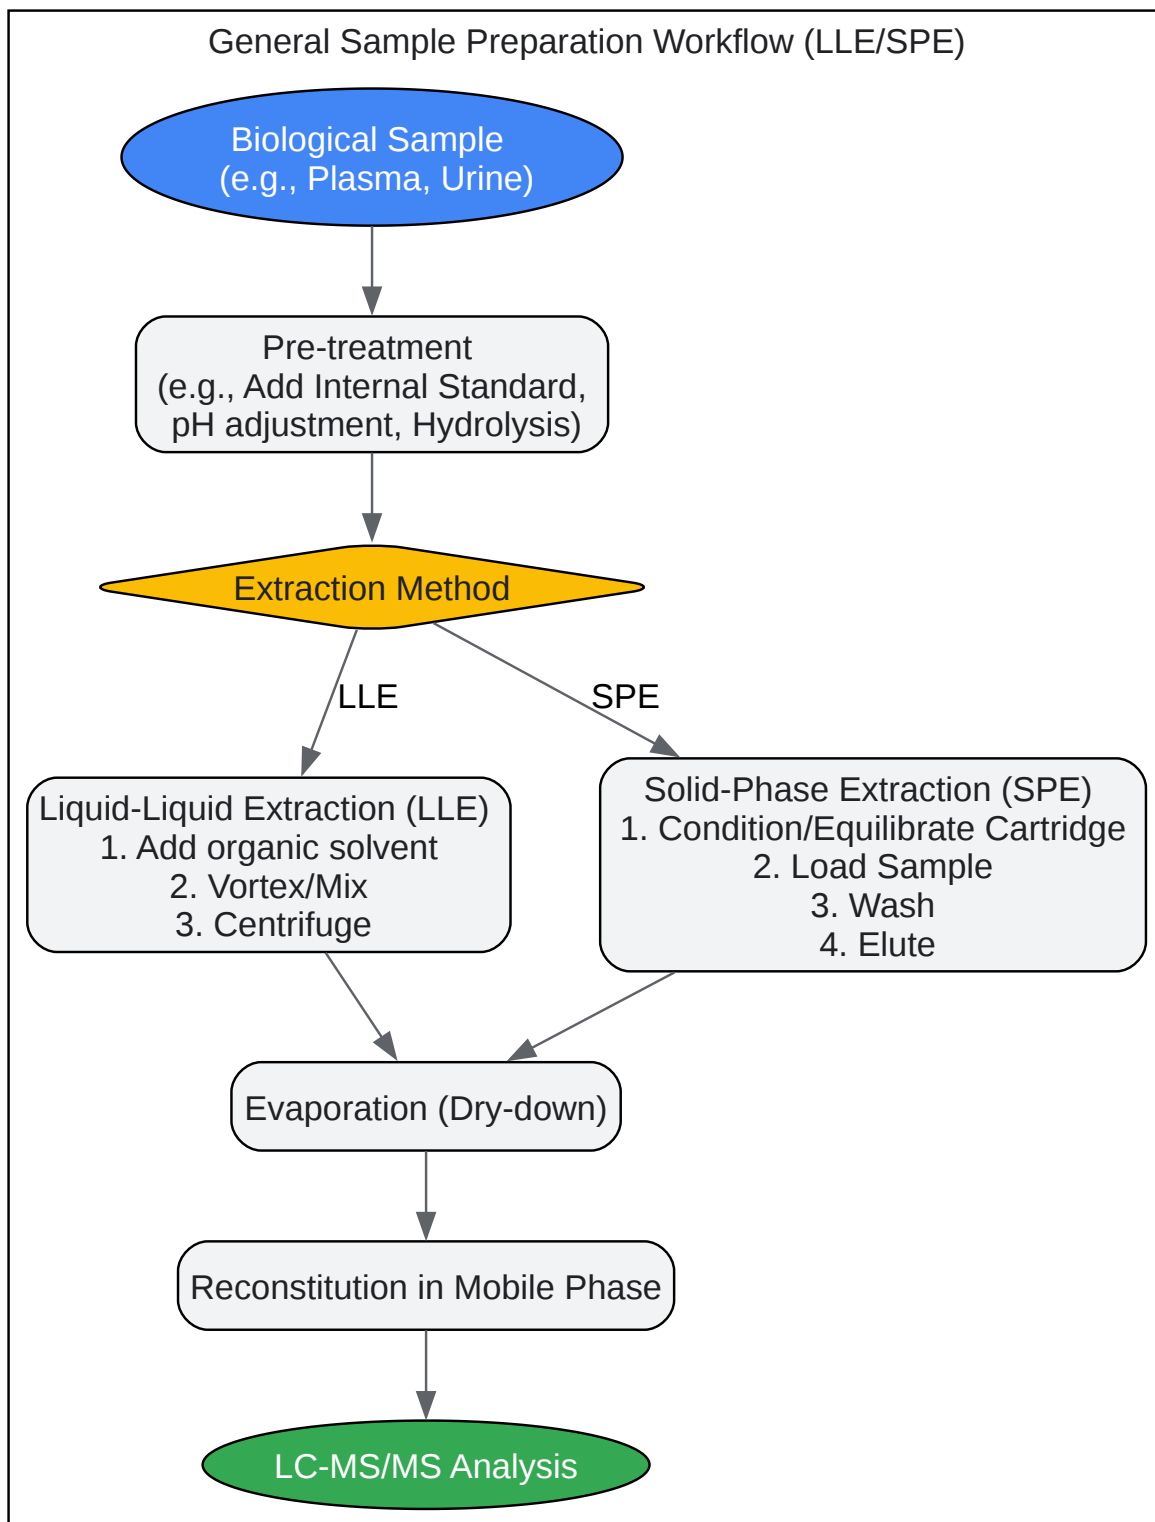 General Sample Preparation Workflow (LLE/SPE)
Biological Sample
(e.g., Plasma, Urine)
Pre-treatment
(e.g., Add Internal Standard,
pH adjustment, Hydrolysis)
Extraction Method
LLE
SPE
Liquid-Liquid Extraction (LLE)
1. Add organic solvent
2. Vortex/Mix
3. Centrifuge
Solid-Phase Extraction (SPE)
1. Condition/Equilibrate Cartridge
2. Load Sample
3. Wash
4. Elute
Evaporation (Dry-down)
Reconstitution in Mobile Phase
LC-MS/MS Analysis